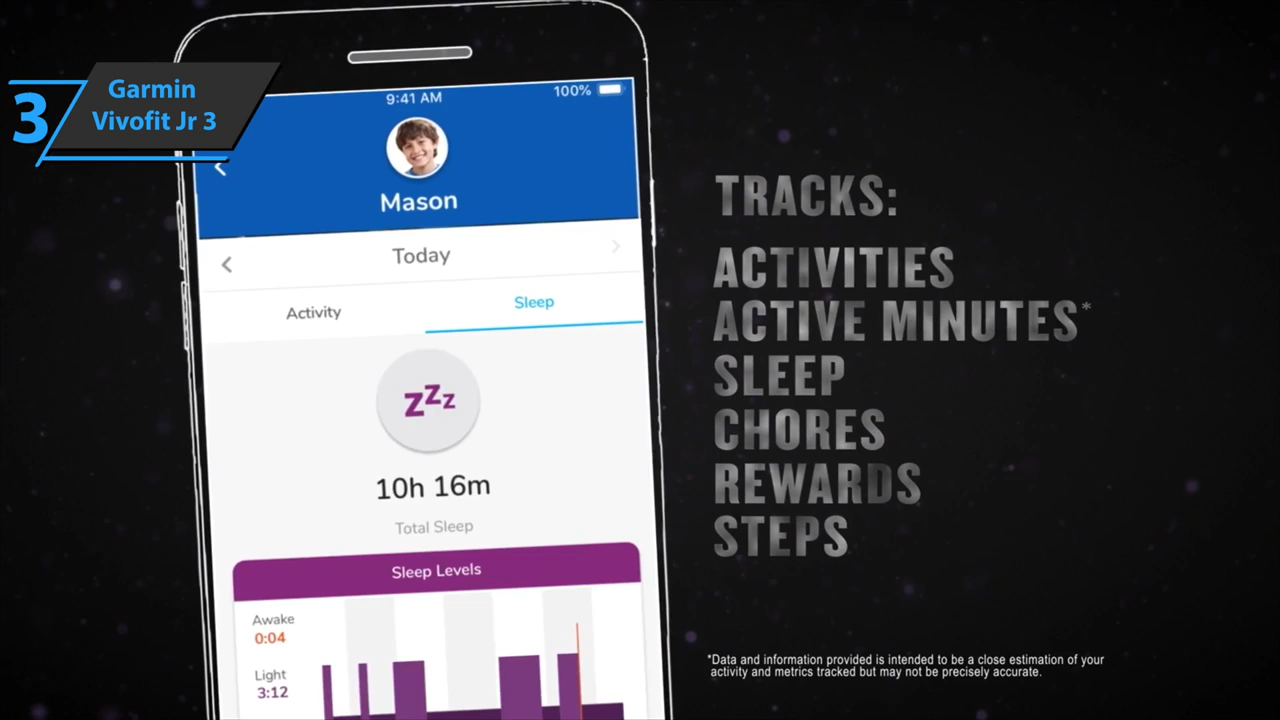 3
Garmin
Vivofit Jr 3
9:41 AM
100%
Mason
Today
Activity
Sleep
zzz
10h 16m
Total Sleep
Sleep Levels
Awake
0:04
Light
3:12
TRACKS:
ACTIVITIES
ACTIVE MINUTES*
SLEEP
CHORES
REWARDS
STEPS
*Data and information provided is intended to be a close estimation of your
activity and metrics tracked but may not be precisely accurate.